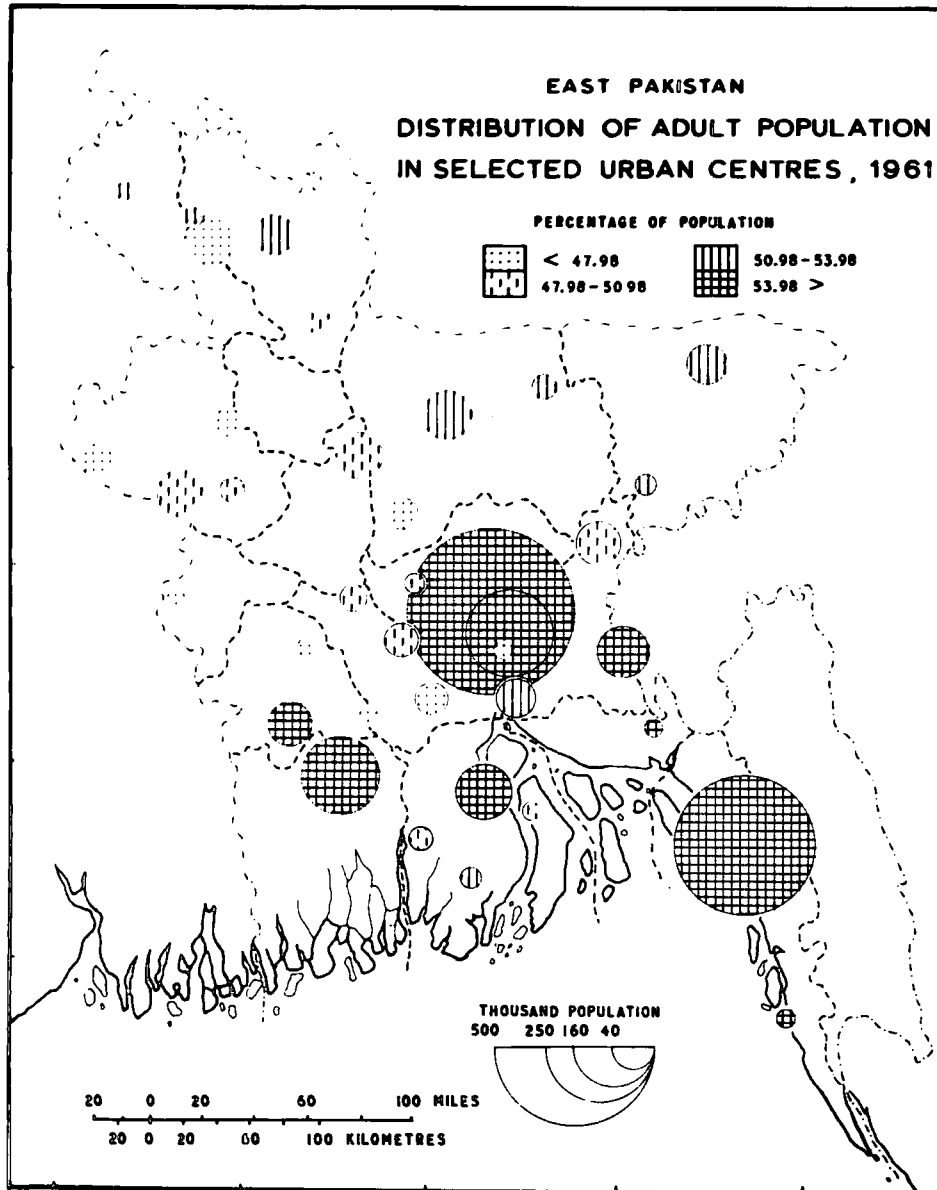 EAST PAKISTAN
DISTRIBUTION OF ADULT POPULATION
IN SELECTED URBAN CENTRES, 1961
PERCENTAGE OF POPULATION
< 47.98
50.98-53.98
47.98-50 98
53.98 >
THOUSAND POPULATION
500 250 160 40
20 0 20 60 100 MILES
20 0 20 60 100 KILOMETRES